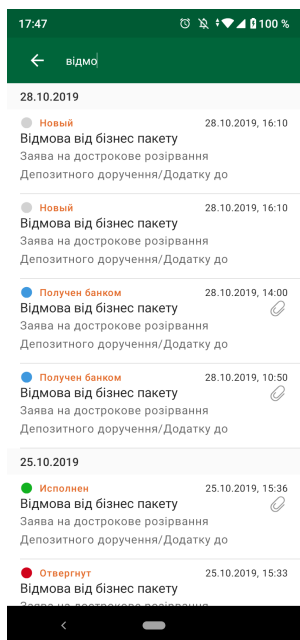 17:47 100 %
відмо
28.10.2019
Новый 28.10.2019, 16:10
Відмова від бізнес пакету
Заява на дострокове розірвання
Депозитного доручення/Додатку до
Новый 28.10.2019, 16:10
Відмова від бізнес пакету
Заява на дострокове розірвання
Депозитного доручення/Додатку до
Получен банком 28.10.2019, 14:00
Відмова від бізнес пакету
Заява на дострокове розірвання
Депозитного доручення/Додатку до
Получен банком 28.10.2019, 10:50
Відмова від бізнес пакету
Заява на дострокове розірвання
Депозитного доручення/Додатку до
25.10.2019
Исполнен 25.10.2019, 15:36
Відмова від бізнес пакету
Заява на дострокове розірвання
Депозитного доручення/Додатку до
Отвергнут 25.10.2019, 15:33
Відмова від бізнес пакету
Заява на дострокове розірвання